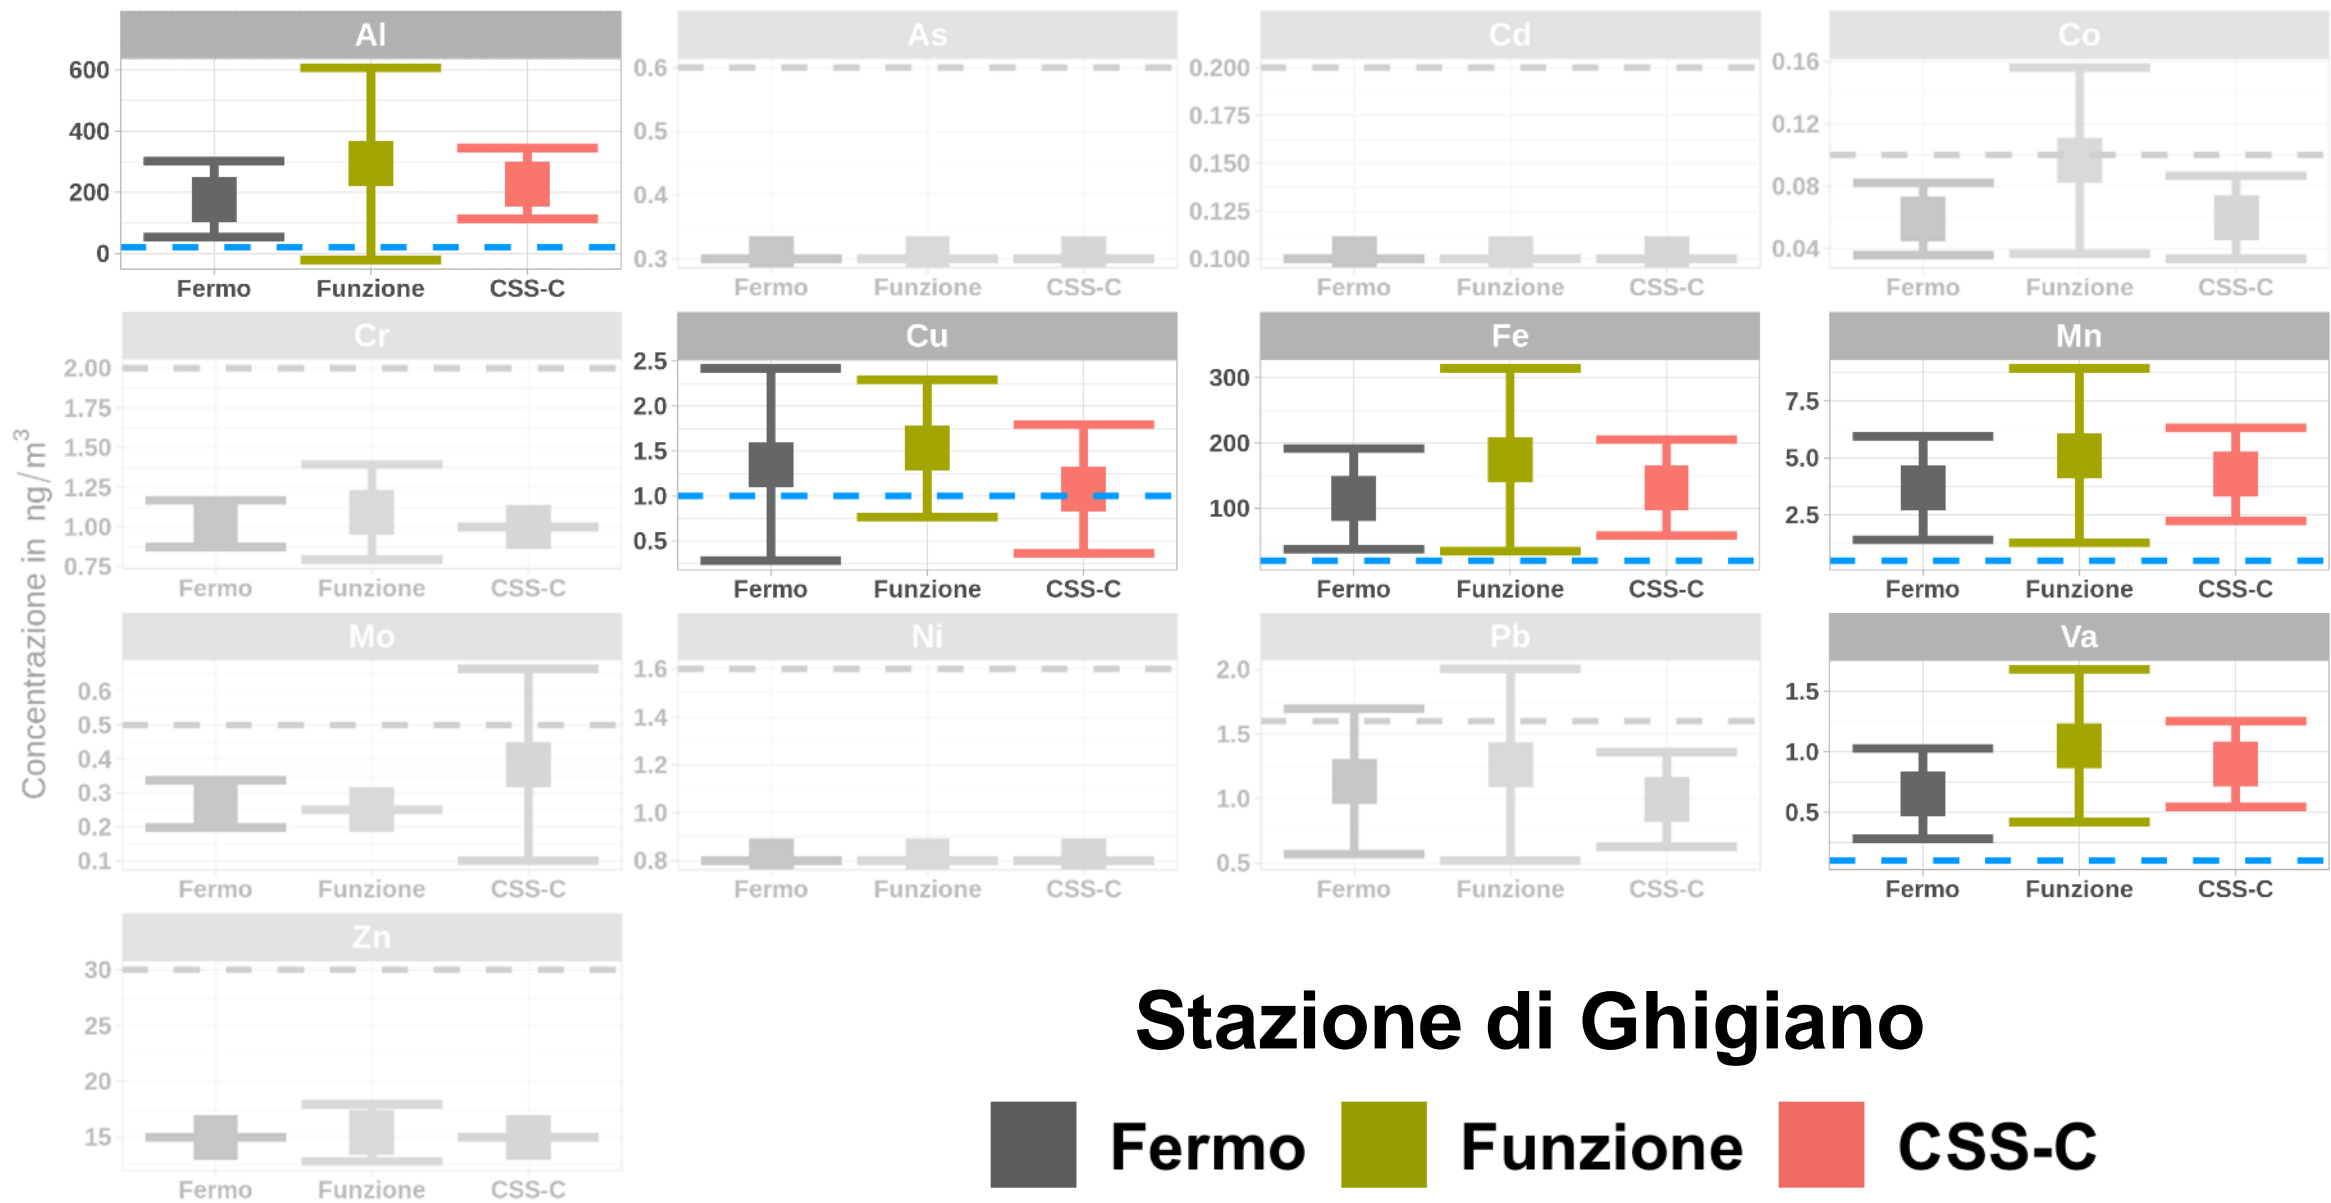 Al
As
Cd
Co
600
400
200
0
Fermo Funzione CSS-C
0.6
0.5
0.4
0.3
Fermo Funzione CSS-C
0.200
0.175
0.150
0.125
0.100
Fermo Funzione CSS-C
0.16
0.12
0.08
0.04
Fermo Funzione CSS-C
Concentrazione in ng/m³
Cr
Cu
Fe
Mn
2.00
1.75
1.50
1.25
1.00
0.75
Fermo Funzione CSS-C
2.5
2.0
1.5
1.0
0.5
Fermo Funzione CSS-C
300
200
100
Fermo Funzione CSS-C
7.5
5.0
2.5
Fermo Funzione CSS-C
Mo
Ni
Pb
Va
0.6
0.5
0.4
0.3
0.2
0.1
Fermo Funzione CSS-C
1.6
1.4
1.2
1.0
0.8
Fermo Funzione CSS-C
2.0
1.5
1.0
0.5
Fermo Funzione CSS-C
1.5
1.0
0.5
Fermo Funzione CSS-C
Zn
30
25
20
15
Fermo Funzione CSS-C
Stazione di Ghigiano
Fermo Funzione CSS-C